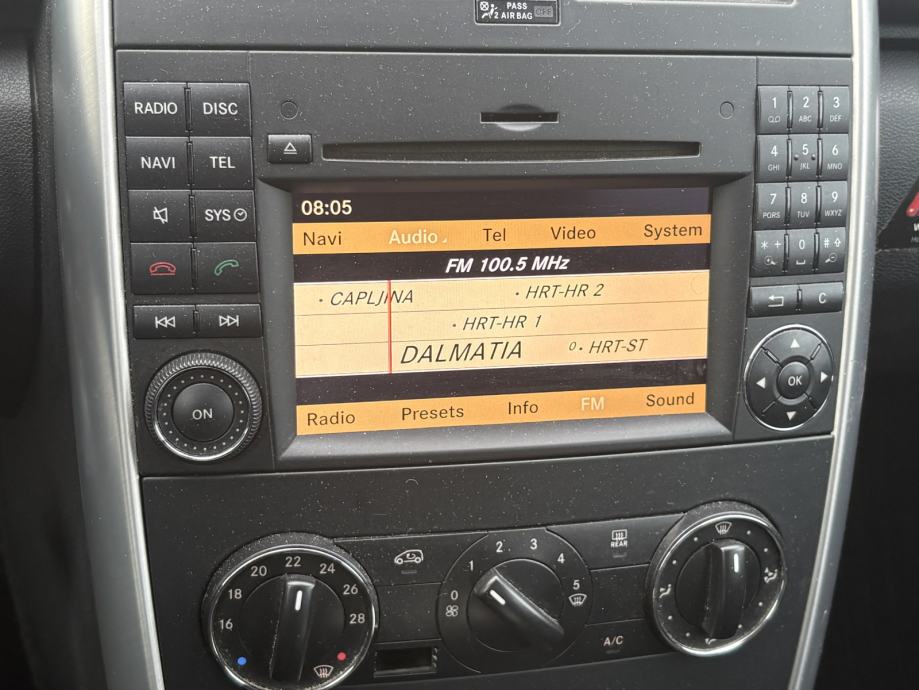 PASS
2 AIR BAG OFF
RADIO DISC
NAVI TEL
SYS
ON
08:05
Navi Audio Tel Video System
FM 100.5 MHz
· CAPLJINA · HRT-HR 2
· HRT-HR 1
DALMATIA 0· HRT-ST
Radio Presets Info FM Sound
1 2 3
ABC DEF
4 5 6
GHI JKL MNO
7 8 9
PQRS TUV WXYZ
* + 0 #
C
OK
16 18 20 22 24 26 28
0 1 2 3 4 5
REAR
A/C